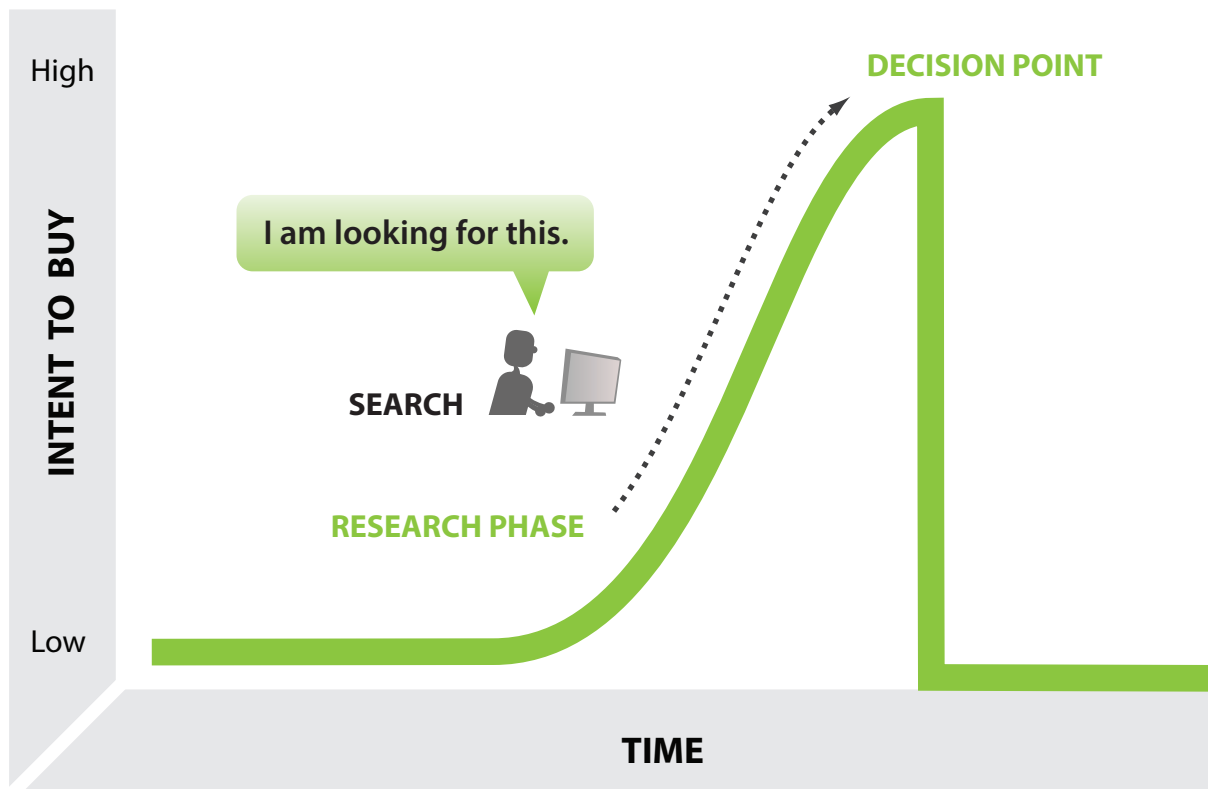 High
DECISION POINT
INTENT TO BUY
I am looking for this.
SEARCH
RESEARCH PHASE
Low
TIME